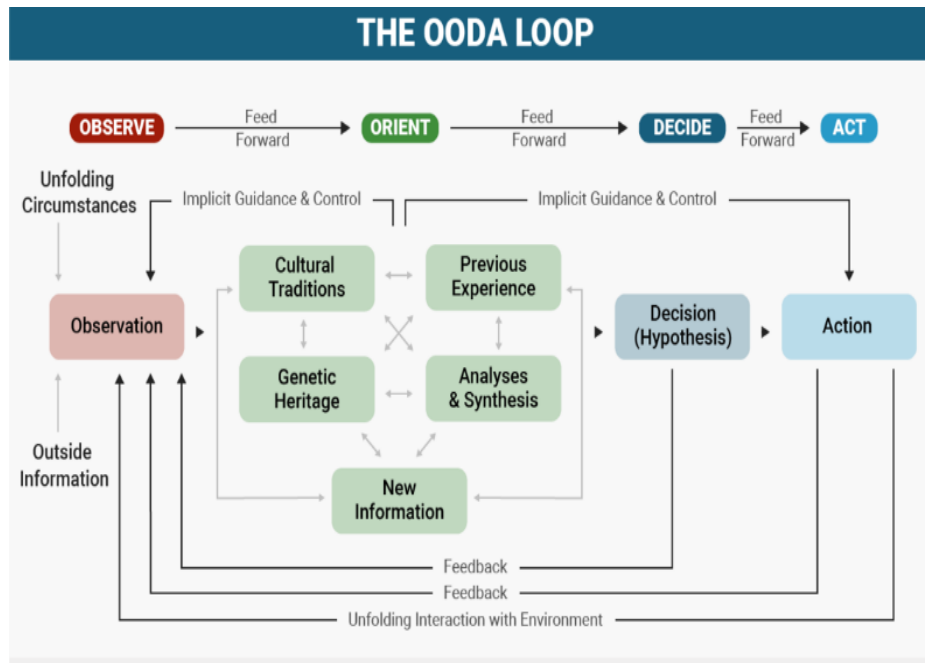 THE OODA LOOP
OBSERVE
Feed
Forward
ORIENT
Feed
Forward
DECIDE
Feed
Forward
ACT
Unfolding
Circumstances
Implicit Guidance & Control
Implicit Guidance & Control
Cultural
Traditions
Previous
Experience
Observation
Decision
(Hypothesis)
Action
Genetic
Heritage
Analyses
& Synthesis
Outside
Information
New
Information
Feedback
Feedback
Unfolding Interaction with Environment